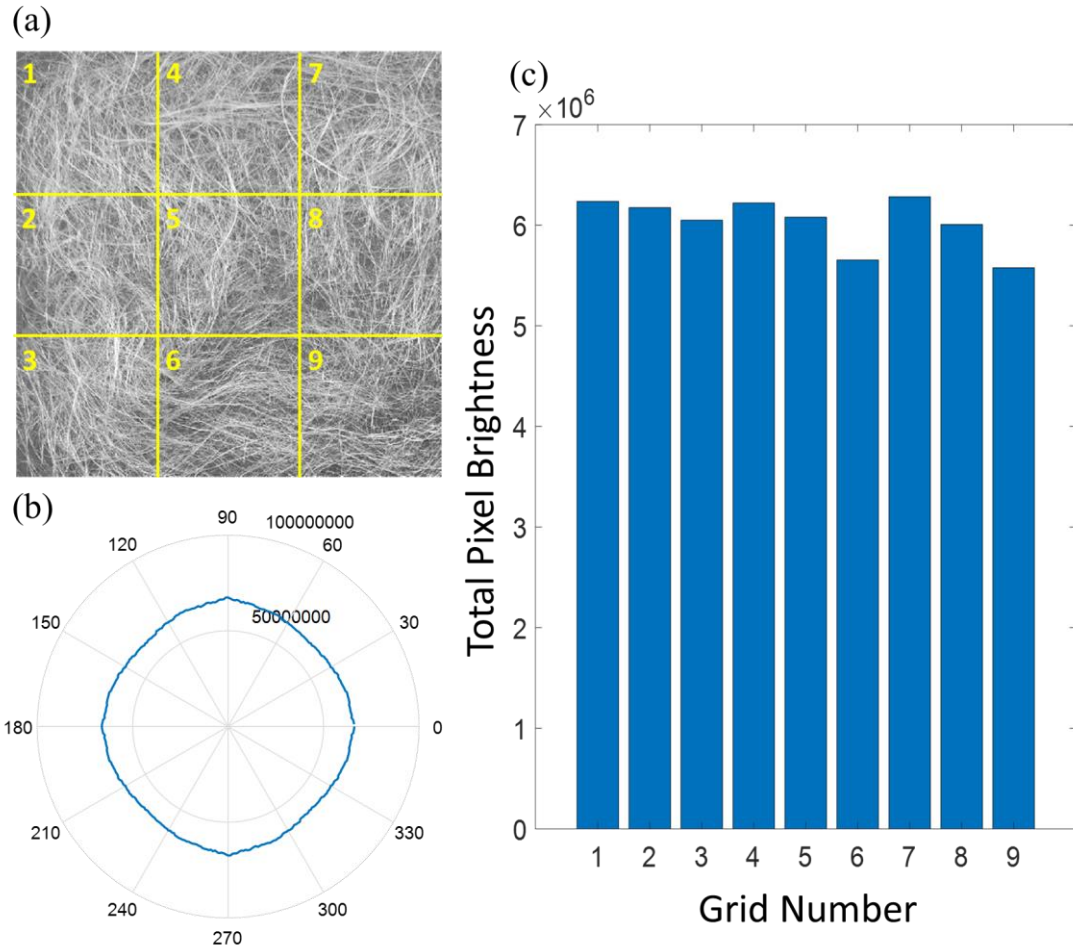 (a)
1 4 7
2 5 8
3 6 9
(b)
90
100000000
120 60
50000000
150 30
180 0
210 330
240 300
270
(c)
×10⁶
7
6
5
4
3
2
1
0
Total Pixel Brightness
1 2 3 4 5 6 7 8 9
Grid Number